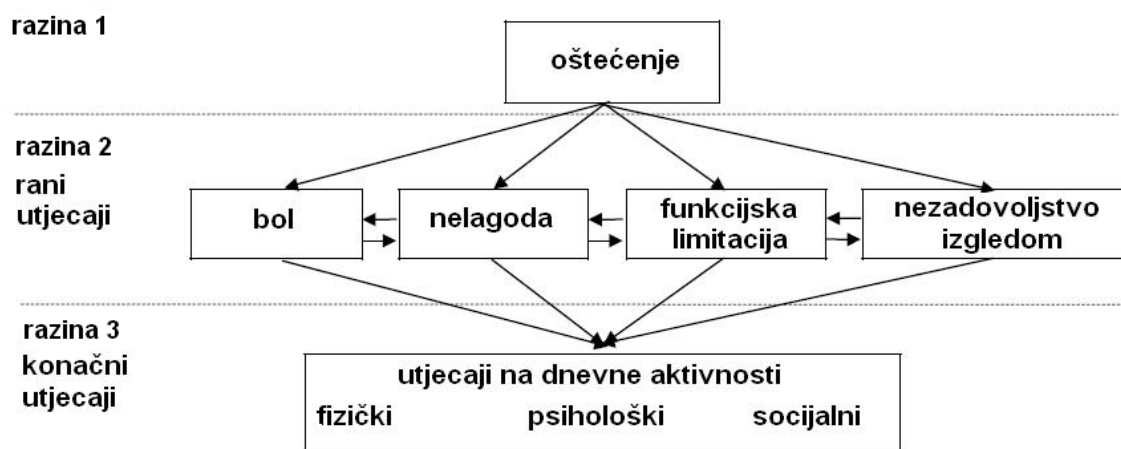 razina 1
oštećenje
razina 2
rani
utjecaji
bol
nelagoda
funkcijska
limitacija
nezadovoljstvo
izgledom
razina 3
konačni
utjecaji
utjecaji na dnevne aktivnosti
fizički psihološki socijalni